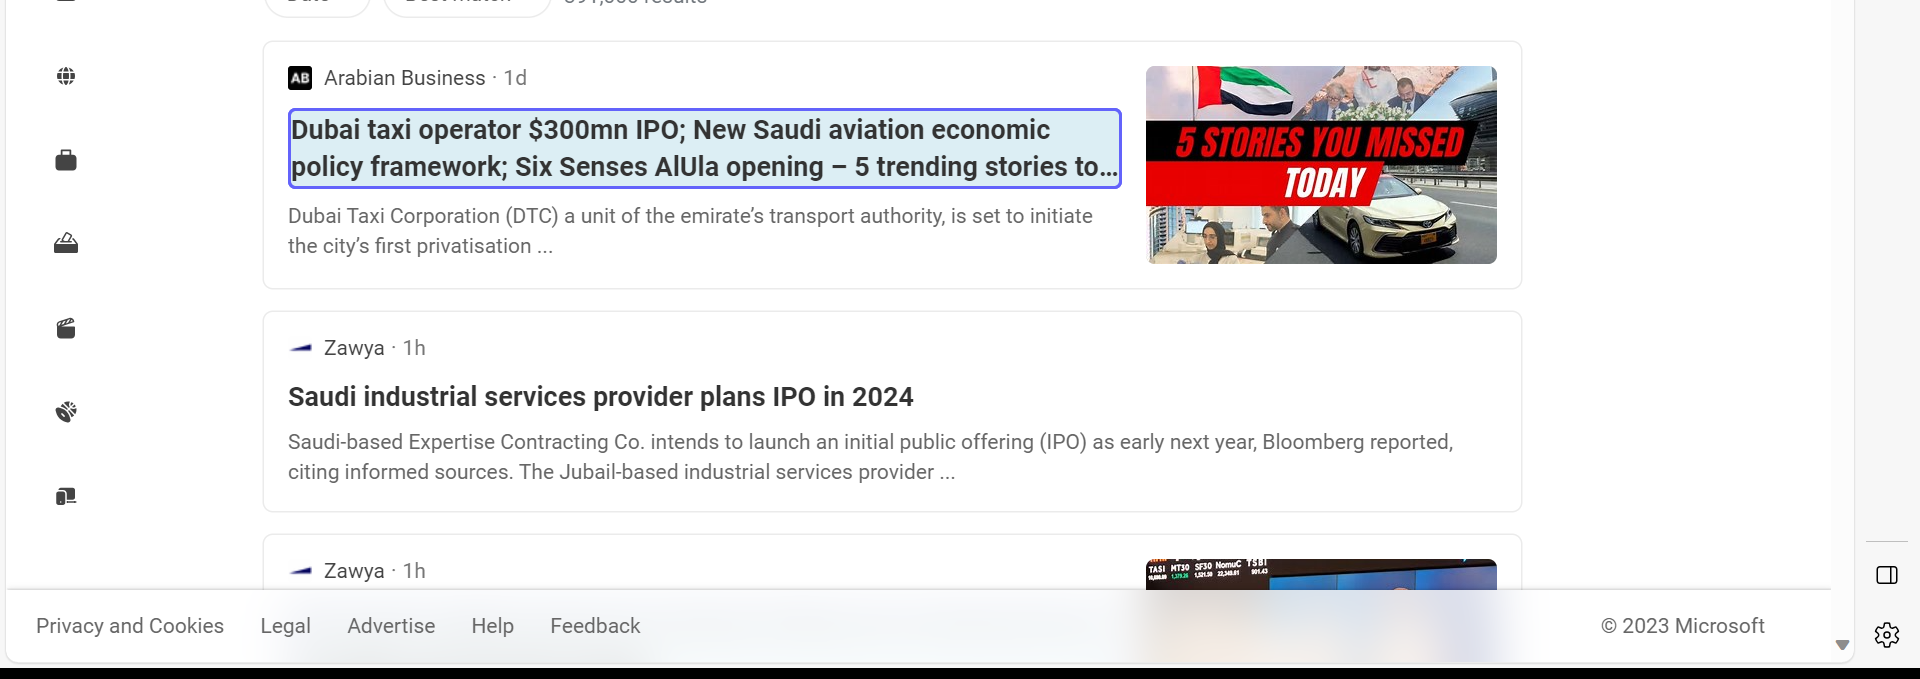 Arabian Business · 1d
Dubai taxi operator $300mn IPO; New Saudi aviation economic
policy framework; Six Senses AlUla opening – 5 trending stories to...
Dubai Taxi Corporation (DTC) a unit of the emirate’s transport authority, is set to initiate
the city’s first privatisation ...
AB
5 STORIES YOU MISSED
TODAY
Zawya · 1h
Saudi industrial services provider plans IPO in 2024
Saudi-based Expertise Contracting Co. intends to launch an initial public offering (IPO) as early next year, Bloomberg reported,
citing informed sources. The Jubail-based industrial services provider ...
Zawya · 1h
TASI MT30 SF30 NomuC TSBI
Privacy and Cookies Legal Advertise Help Feedback © 2023 Microsoft